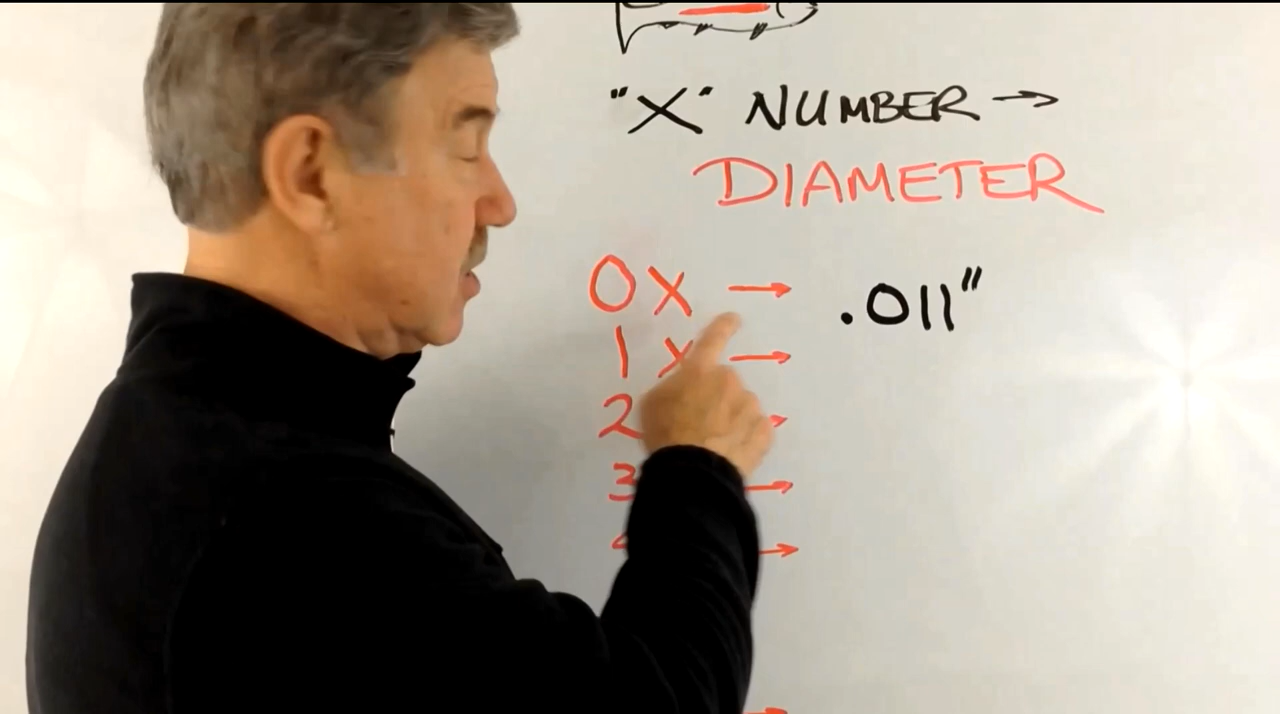 "X" NUMBER →
DIAMETER
0X → .011"
1X →
2 →
3 →
→
→